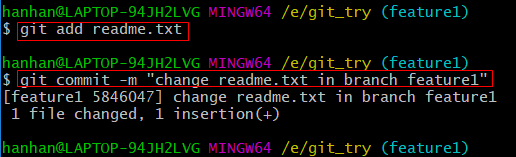 hanhan@LAPTOP-94JH2LVG MINGW64 /e/git_try (feature1)
$ git add readme.txt
hanhan@LAPTOP-94JH2LVG MINGW64 /e/git_try (feature1)
$ git commit -m "change readme.txt in branch feature1"
[feature1 5846047] change readme.txt in branch feature1
 1 file changed, 1 insertion(+)
hanhan@LAPTOP-94JH2LVG MINGW64 /e/git_try (feature1)